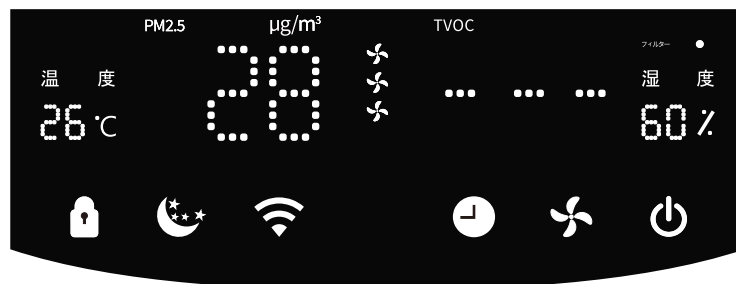 PM2.5 μg/m³ TVOC
フィルター
28 --- --- ---
温 度 湿 度
26 ℃ 60 %